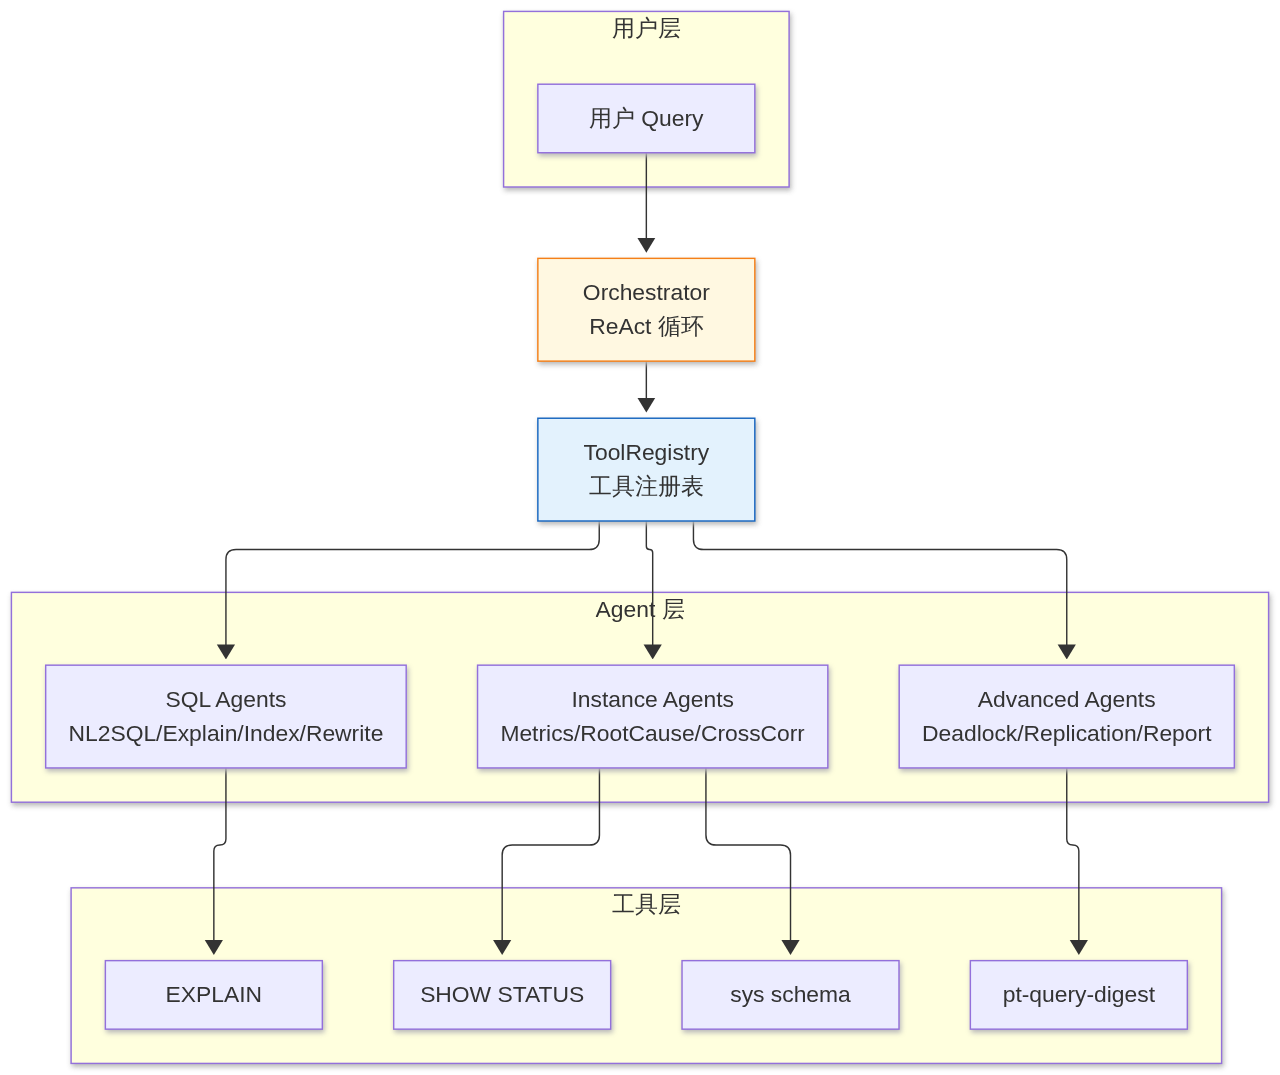 用户层
用户 Query
Orchestrator
ReAct 循环
ToolRegistry
工具注册表
Agent 层
SQL Agents
NL2SQL/Explain/Index/Rewrite
Instance Agents
Metrics/RootCause/CrossCorr
Advanced Agents
Deadlock/Replication/Report
工具层
EXPLAIN
SHOW STATUS
sys schema
pt-query-digest